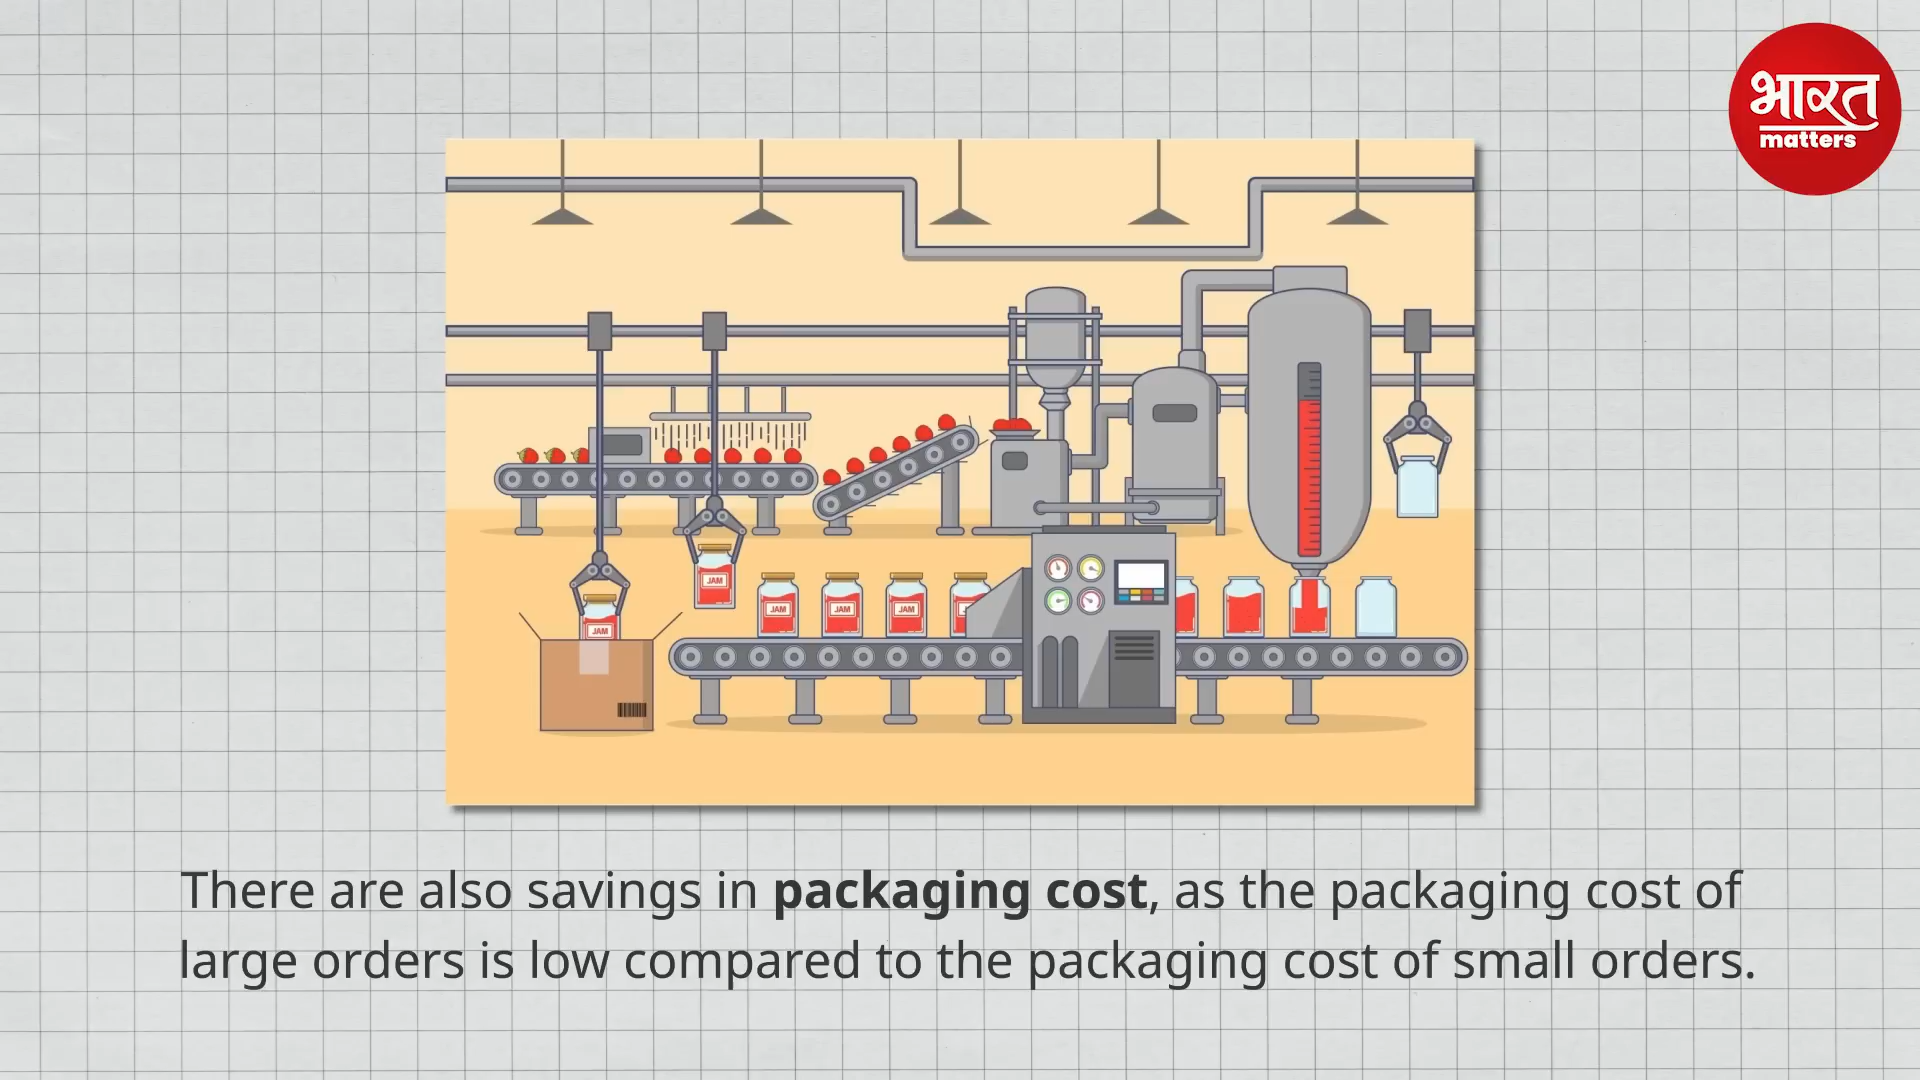 भारत
matters
JAM
JAM
JAM
JAM
JAM
There are also savings in packaging cost, as the packaging cost of
large orders is low compared to the packaging cost of small orders.